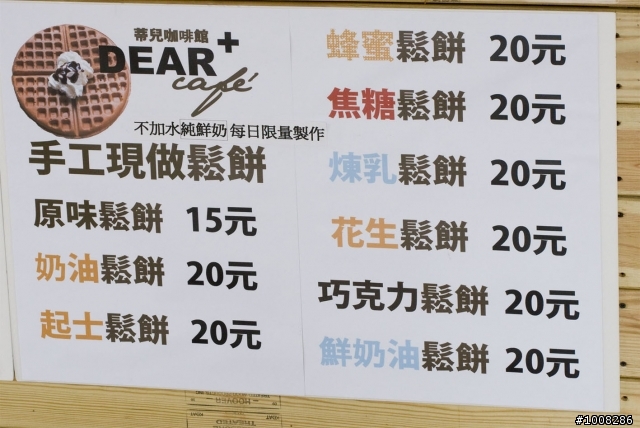 蒂兒咖啡館
DEAR+
café
不加水純鮮奶 每日限量製作
手工現做鬆餅
原味鬆餅 15元
奶油鬆餅 20元
起士鬆餅 20元
蜂蜜鬆餅 20元
焦糖鬆餅 20元
煉乳鬆餅 20元
花生鬆餅 20元
巧克力鬆餅 20元
鮮奶油鬆餅 20元
#1008286